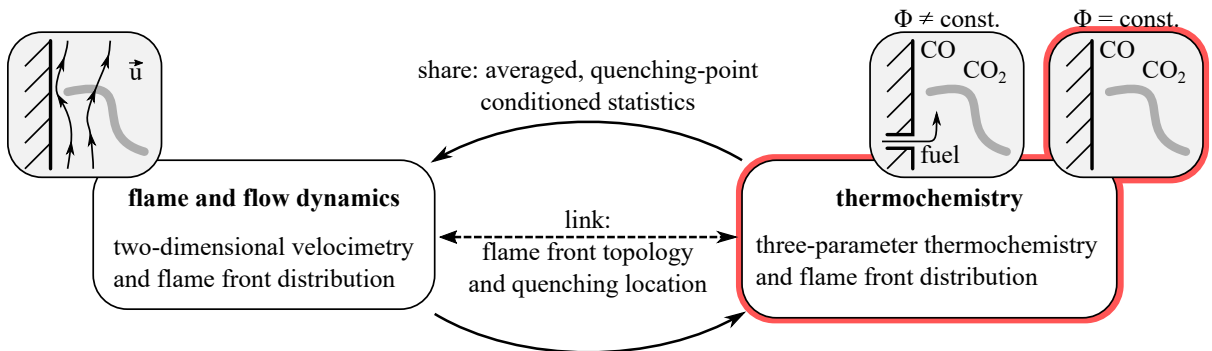 Φ ≠ const.
Φ = const.
u⃗
CO
CO₂
fuel
CO
CO₂
share: averaged, quenching-point
conditioned statistics
flame and flow dynamics
two-dimensional velocimetry
and flame front distribution
link:
flame front topology
and quenching location
thermochemistry
three-parameter thermochemistry
and flame front distribution